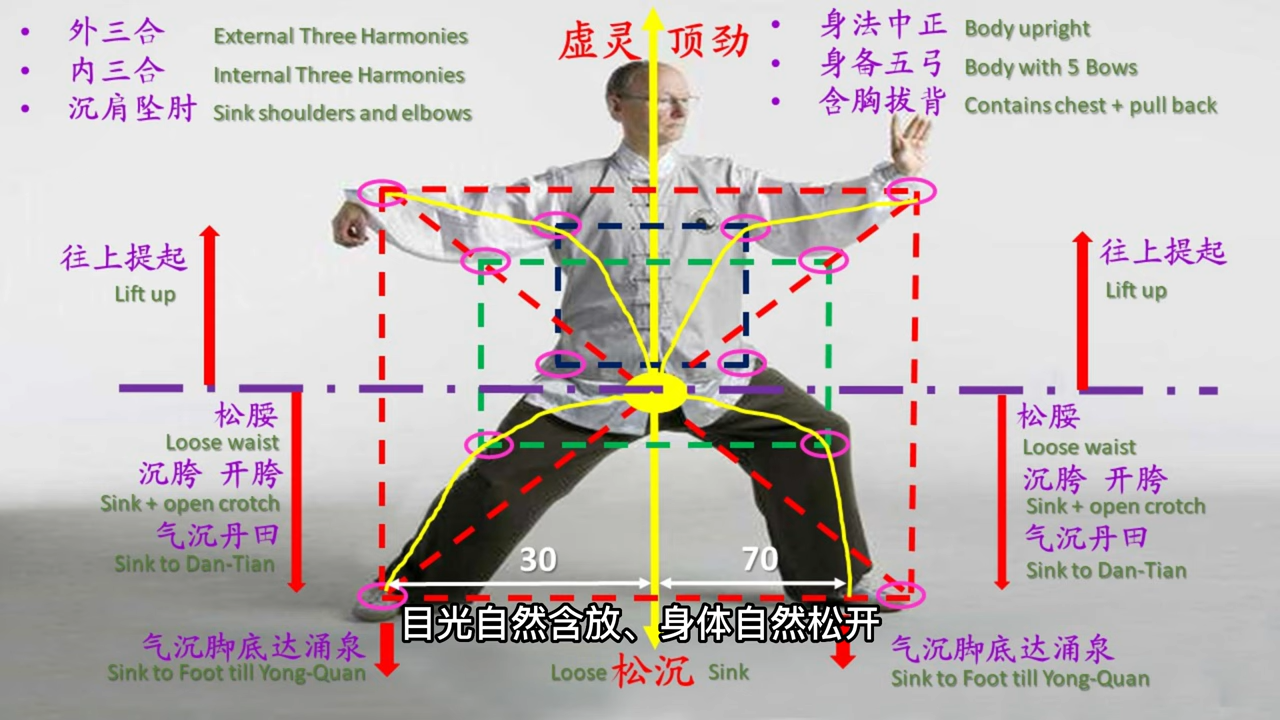 外三合 External Three Harmonies
内三合 Internal Three Harmonies
沉肩坠肘 Sink shoulders and elbows
虚灵 顶劲
身法中正 Body upright
身备五弓 Body with 5 Bows
含胸拔背 Contains chest + pull back
往上提起
Lift up
往上提起
Lift up
松腰
Loose waist
沉胯 开胯
Sink + open crotch
气沉丹田
Sink to Dan-Tian
松腰
Loose waist
沉胯 开胯
Sink + open crotch
气沉丹田
Sink to Dan-Tian
30 70
目光自然含放、身体自然松开
气沉脚底达涌泉
Sink to Foot till Yong-Quan
Loose 松沉 Sink
气沉脚底达涌泉
Sink to Foot till Yong-Quan